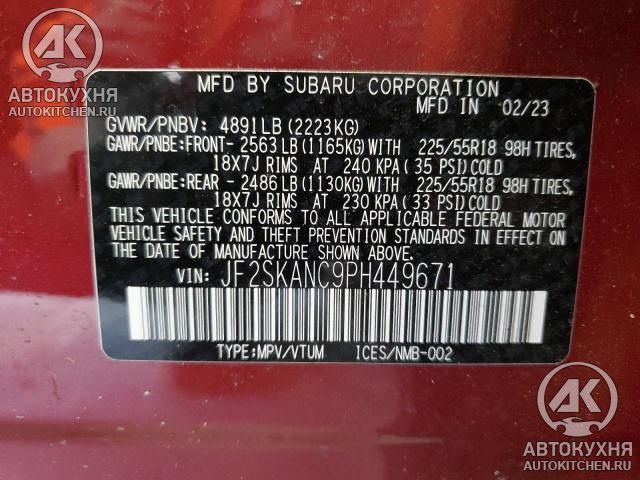 АК
АВТОКУХНЯ
AUTOKITCHEN.RU
MFD BY SUBARU CORPORATION
MFD IN 02/23
GVWR/PNBV: 4891LB(2223KG)
GAWR/PNBE:FRONT- 2563LB(1165KG)WITH 225/55R18 98H TIRES,
18X7J RIMS AT 240 KPA(35 PSI)COLD
GAWR/PNBE:REAR - 2486LB(1130KG)WITH 225/55R18 98H TIRES,
18X7J RIMS AT 230 KPA(33 PSI)COLD
THIS VEHICLE CONFORMS TO ALL APPLICABLE FEDERAL MOTOR
VEHICLE SAFETY AND THEFT PREVENTION STANDARDS IN EFFECT ON
THE DATE OF MANUFACTURE SHOWN ABOVE.
VIN: JF2SKANC9PH449671
TYPE:MPV/VTUM ICES/NMB-002
АК
АВТОКУХНЯ
AUTOKITCHEN.RU